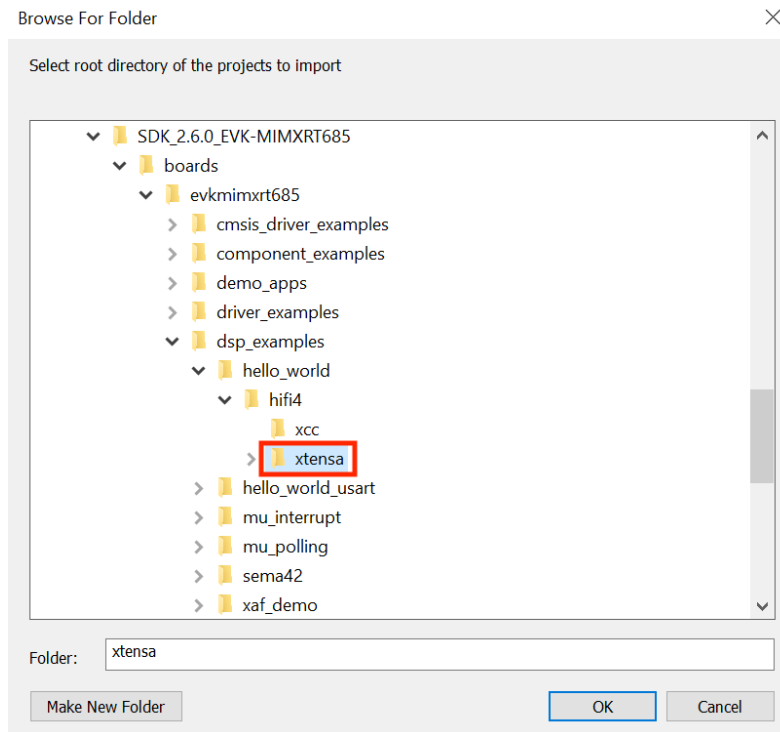 Browse For Folder
Select root directory of the projects to import
SDK_2.6.0_EVK-MIMXRT685
boards
evkmimxrt685
cmsis_driver_examples
component_examples
demo_apps
driver_examples
dsp_examples
hello_world
hifi4
xcc
xtensa
hello_world_usart
mu_interrupt
mu_polling
sema42
xaf_demo
Folder: xtensa
Make New Folder OK Cancel